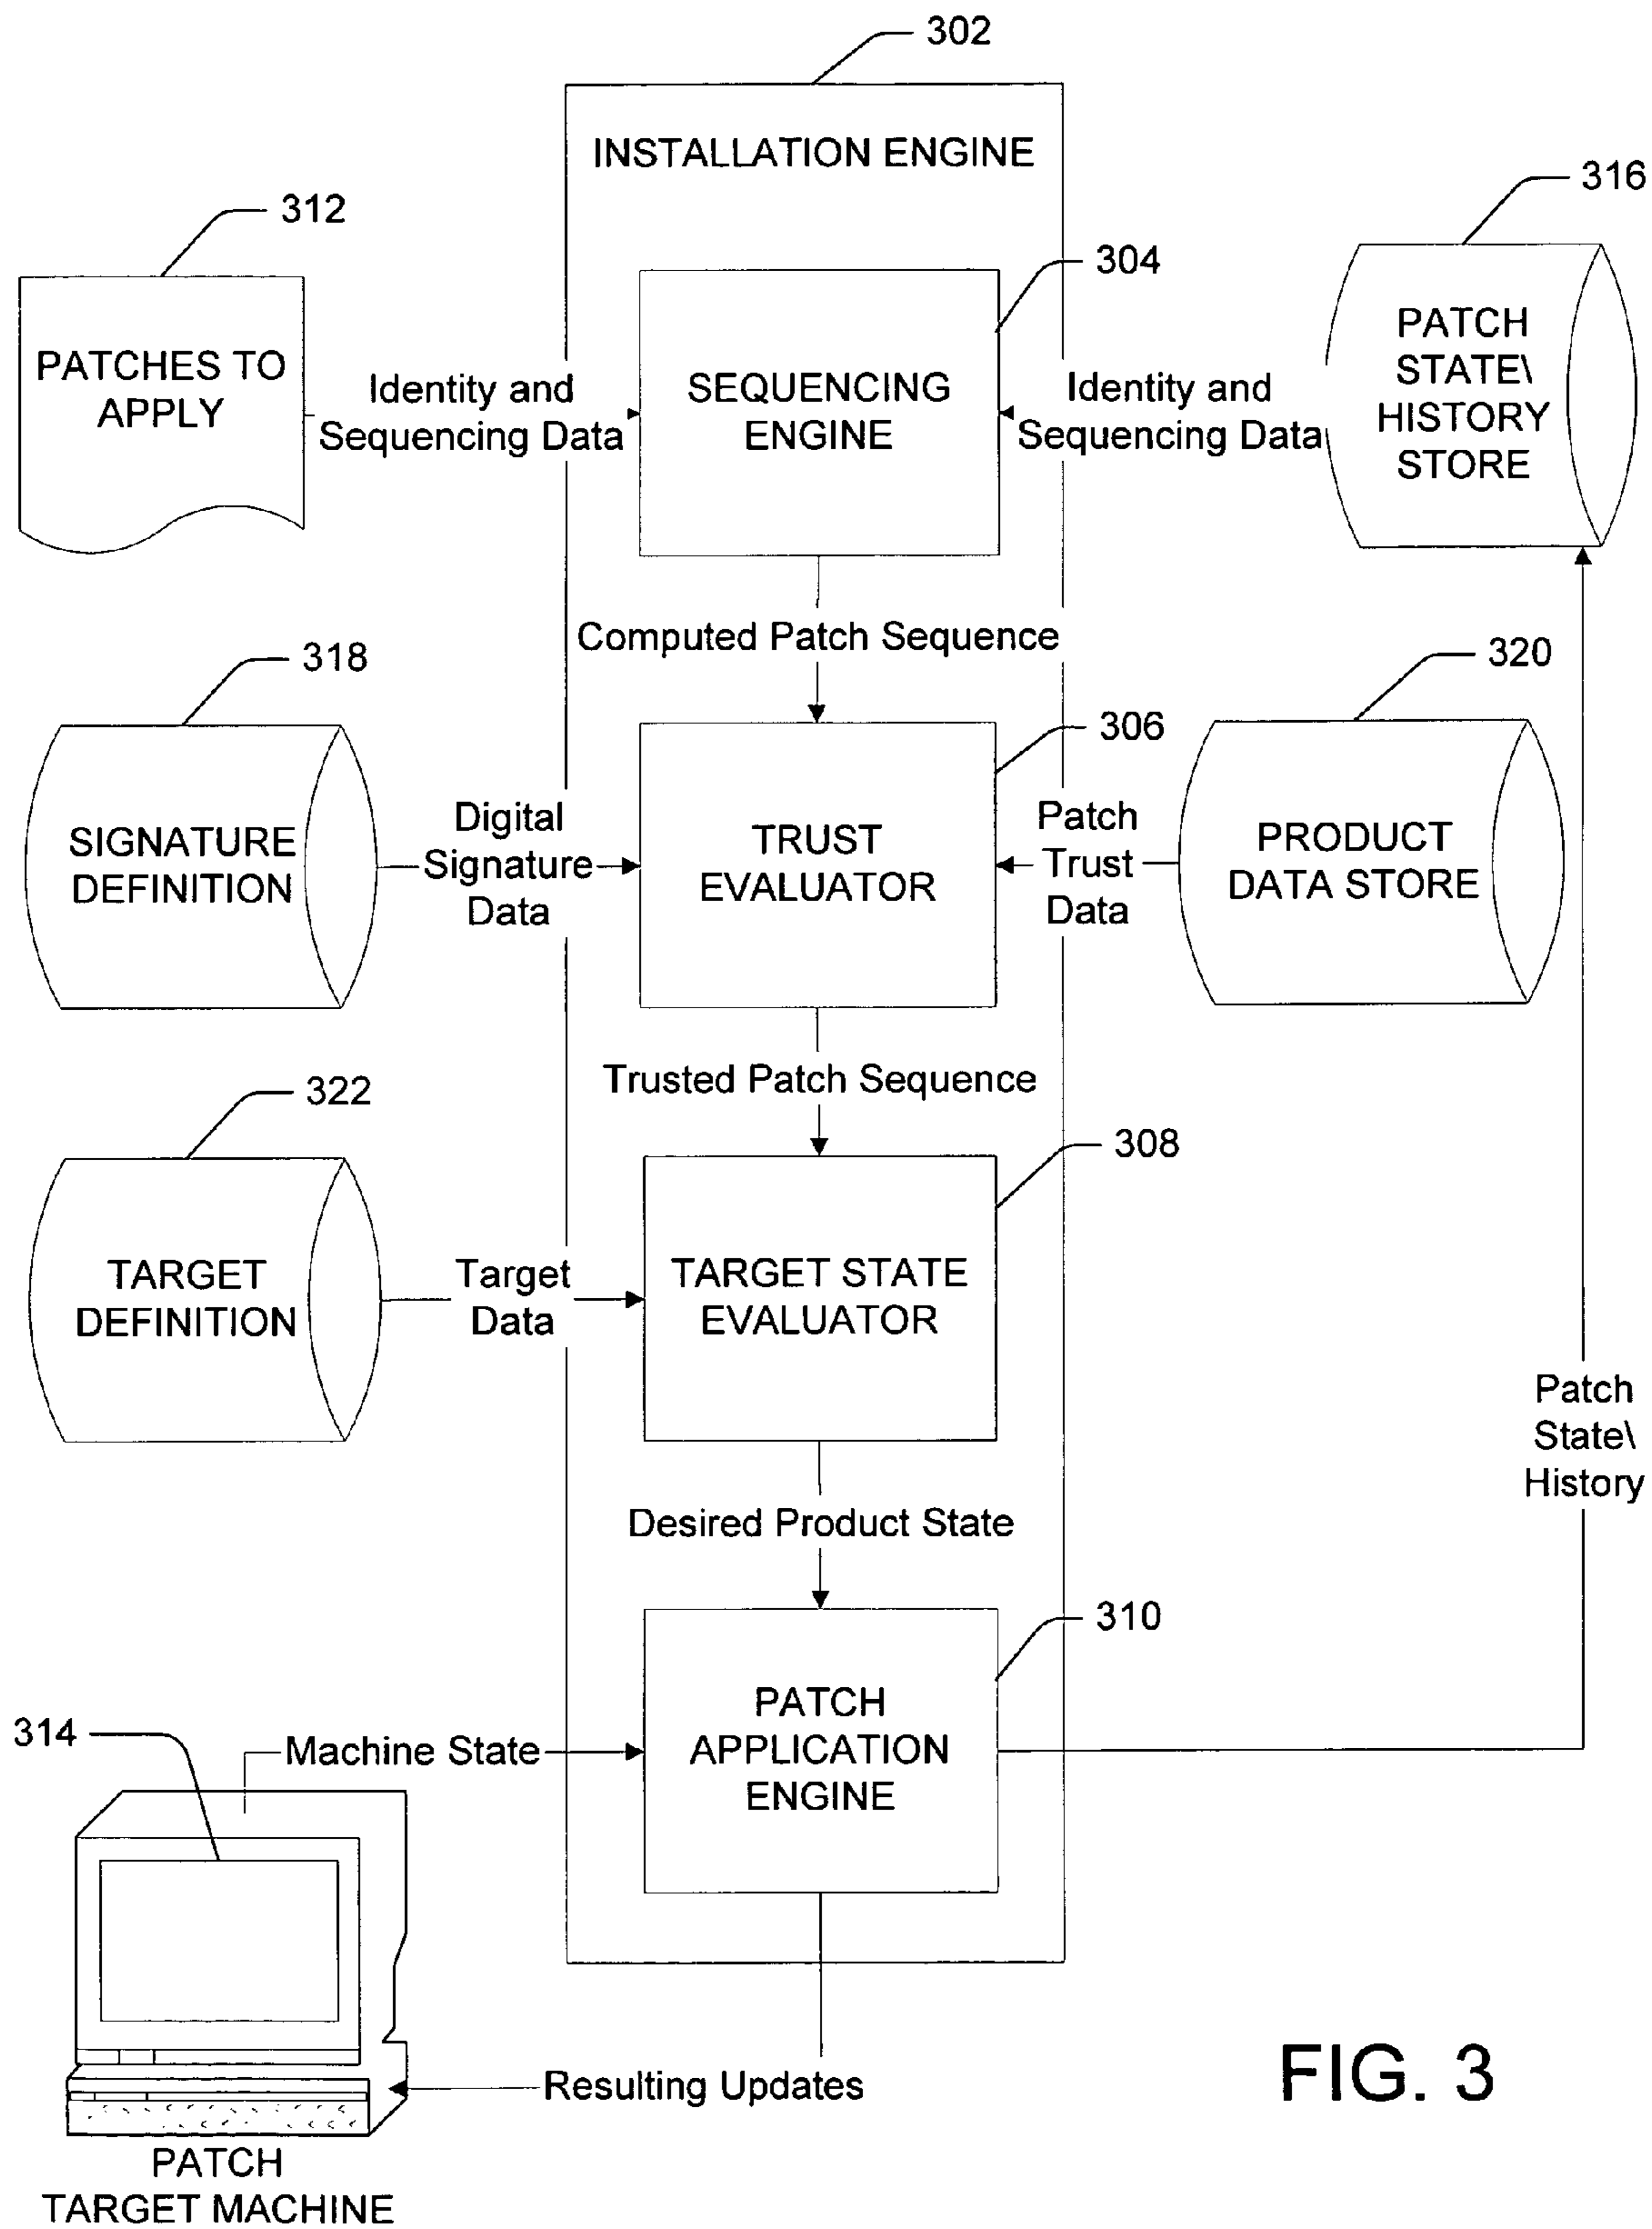 302
INSTALLATION ENGINE
316
312
304
PATCHES TO
APPLY
Identity and
Sequencing Data
SEQUENCING
ENGINE
Identity and
Sequencing Data
PATCH
STATE\
HISTORY
STORE
Computed Patch Sequence
318
320
306
SIGNATURE
DEFINITION
Digital
Signature
Data
TRUST
EVALUATOR
Patch
Trust
Data
PRODUCT
DATA STORE
Trusted Patch Sequence
322
308
TARGET
DEFINITION
Target
Data
TARGET STATE
EVALUATOR
Patch
State\
History
Desired Product State
310
314
Machine State
PATCH
APPLICATION
ENGINE
Resulting Updates
PATCH
TARGET MACHINE
FIG. 3